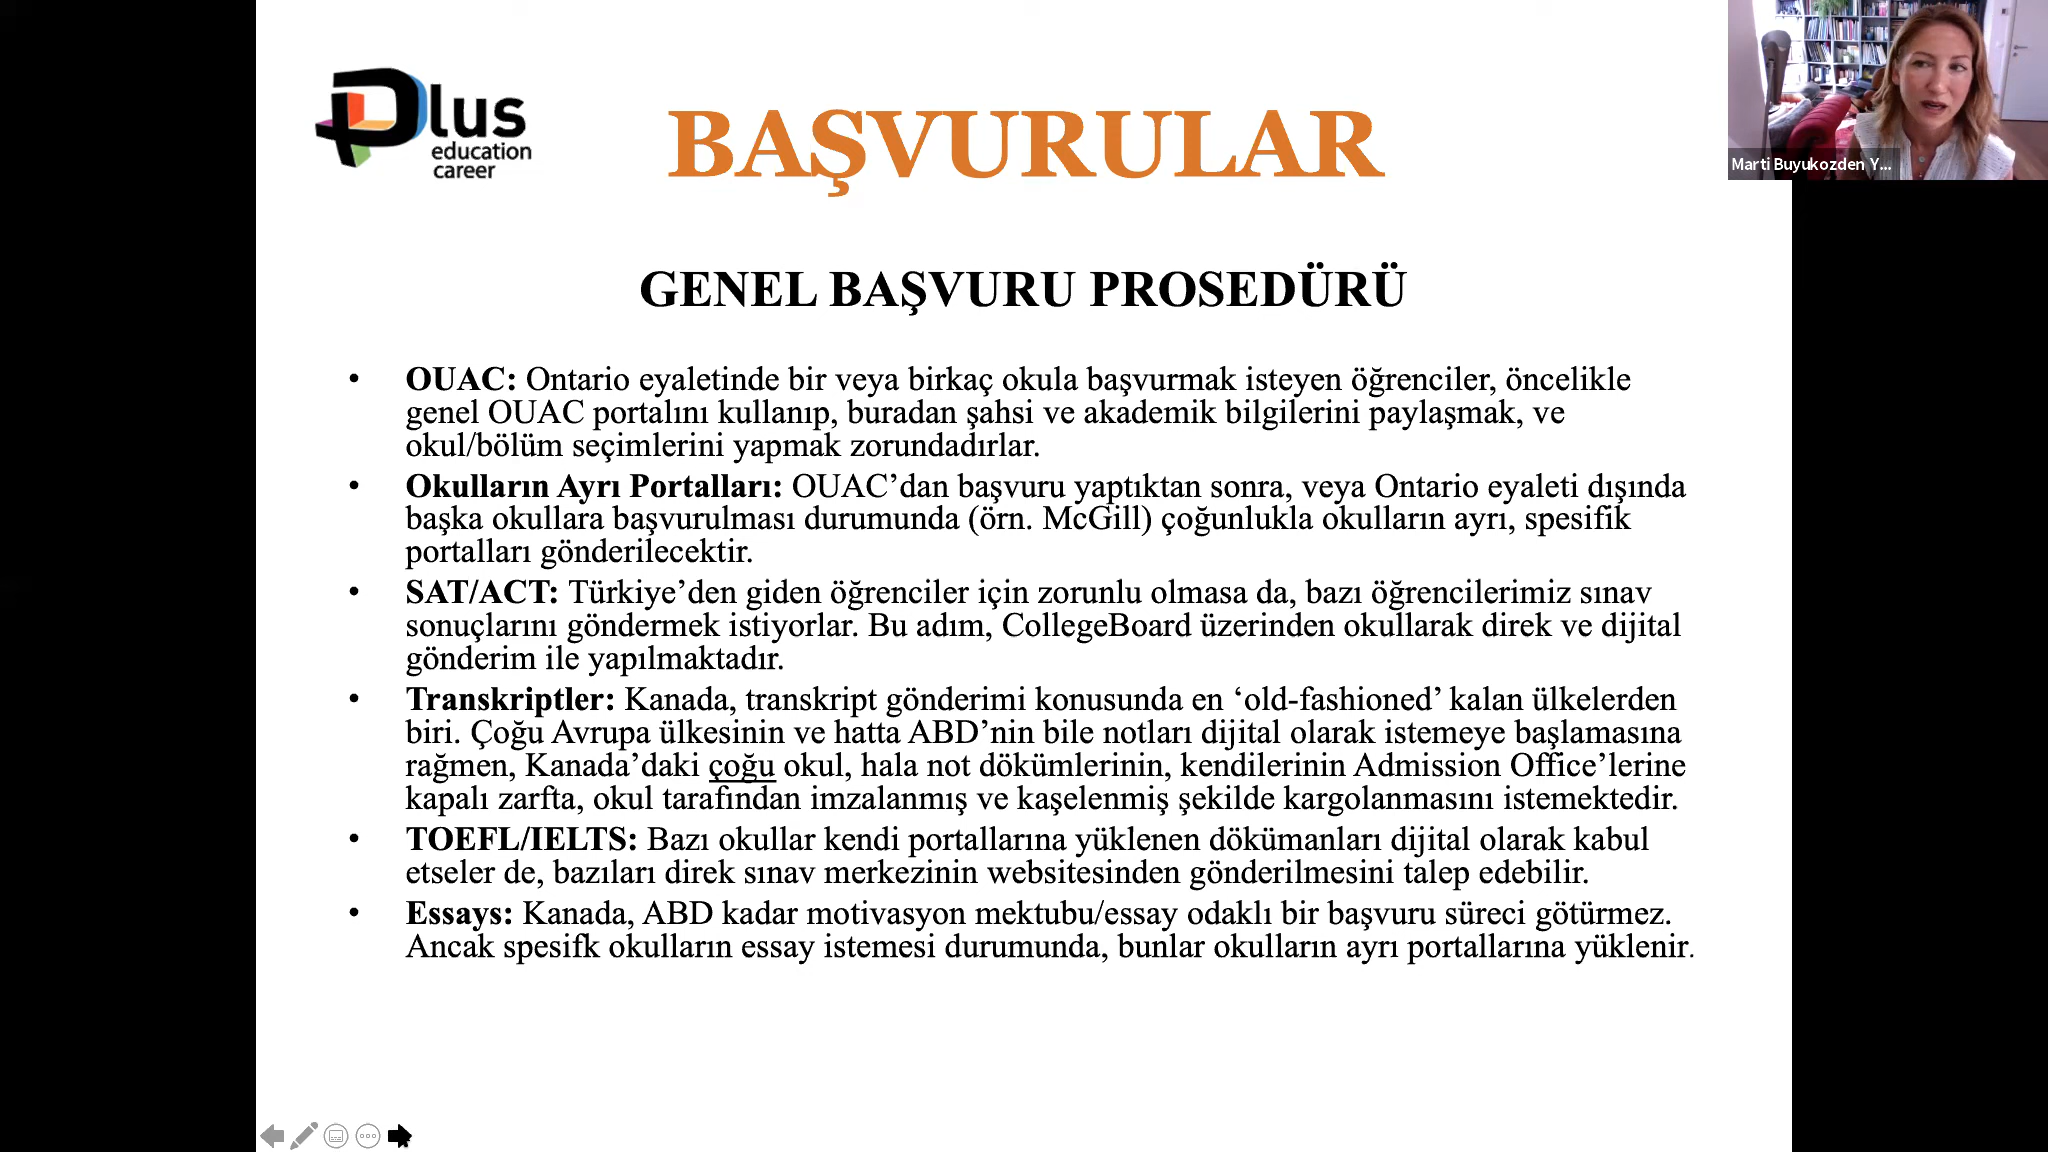 Plus
education
career
BAŞVURULAR
Marti Buyukozden Y...
GENEL BAŞVURU PROSEDÜRÜ
• OUAC: Ontario eyaletinde bir veya birkaç okula başvurmak isteyen öğrenciler, öncelikle
genel OUAC portalını kullanıp, buradan şahsi ve akademik bilgilerini paylaşmak, ve
okul/bölüm seçimlerini yapmak zorundadırlar.
• Okulların Ayrı Portalları: OUAC’dan başvuru yaptıktan sonra, veya Ontario eyaleti dışında
başka okullara başvurulması durumunda (örn. McGill) çoğunlukla okulların ayrı, spesifik
portalları gönderilecektir.
• SAT/ACT: Türkiye’den giden öğrenciler için zorunlu olmasa da, bazı öğrencilerimiz sınav
sonuçlarını göndermek istiyorlar. Bu adım, CollegeBoard üzerinden okullarak direk ve dijital
gönderim ile yapılmaktadır.
• Transkriptler: Kanada, transkript gönderimi konusunda en ‘old-fashioned’ kalan ülkelerden
biri. Çoğu Avrupa ülkesinin ve hatta ABD’nin bile notları dijital olarak istemeye başlamasına
rağmen, Kanada’daki çoğu okul, hala not dökümlerinin, kendilerinin Admission Office’lerine
kapalı zarfta, okul tarafından imzalanmış ve kaşelenmiş şekilde kargolanmasını istemektedir.
• TOEFL/IELTS: Bazı okullar kendi portallarına yüklenen dökümanları dijital olarak kabul
etseler de, bazıları direk sınav merkezinin websitesinden gönderilmesini talep edebilir.
• Essays: Kanada, ABD kadar motivasyon mektubu/essay odaklı bir başvuru süreci götürmez.
Ancak spesifk okulların essay istemesi durumunda, bunlar okulların ayrı portallarına yüklenir.